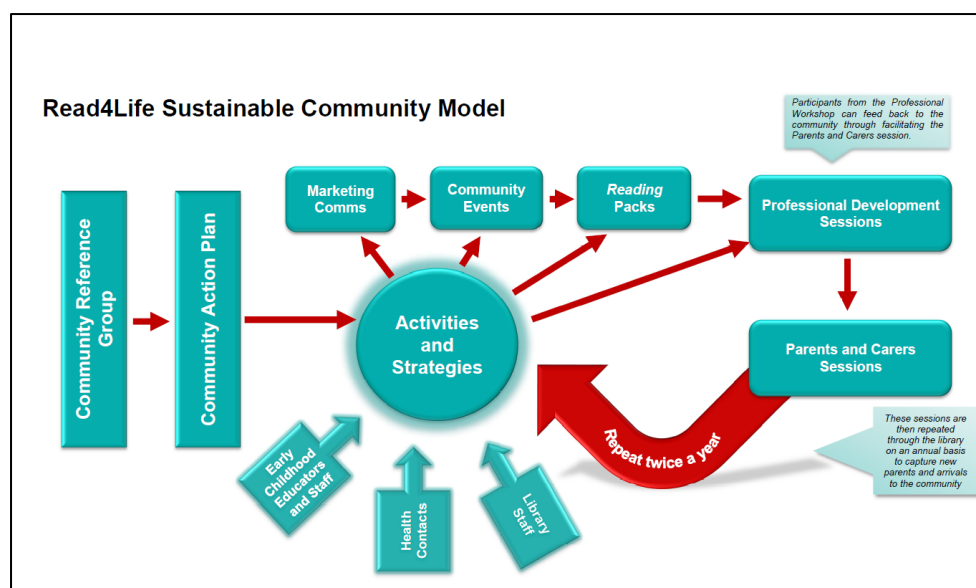 Read4Life Sustainable Community Model
Participants from the Professional
Workshop can feed back to the
community through facilitating the
Parents and Carers session.
Community Reference
Group
Community Action Plan
Marketing
Comms
Community
Events
Reading
Packs
Professional Development
Sessions
Activities
and
Strategies
Parents and Carers
Sessions
Repeat twice a year
These sessions are
then repeated
through the library
on an annual basis
to capture new
parents and arrivals
to the community
Early
Childhood
Educators
and Staff
Health
Contacts
Library
Staff